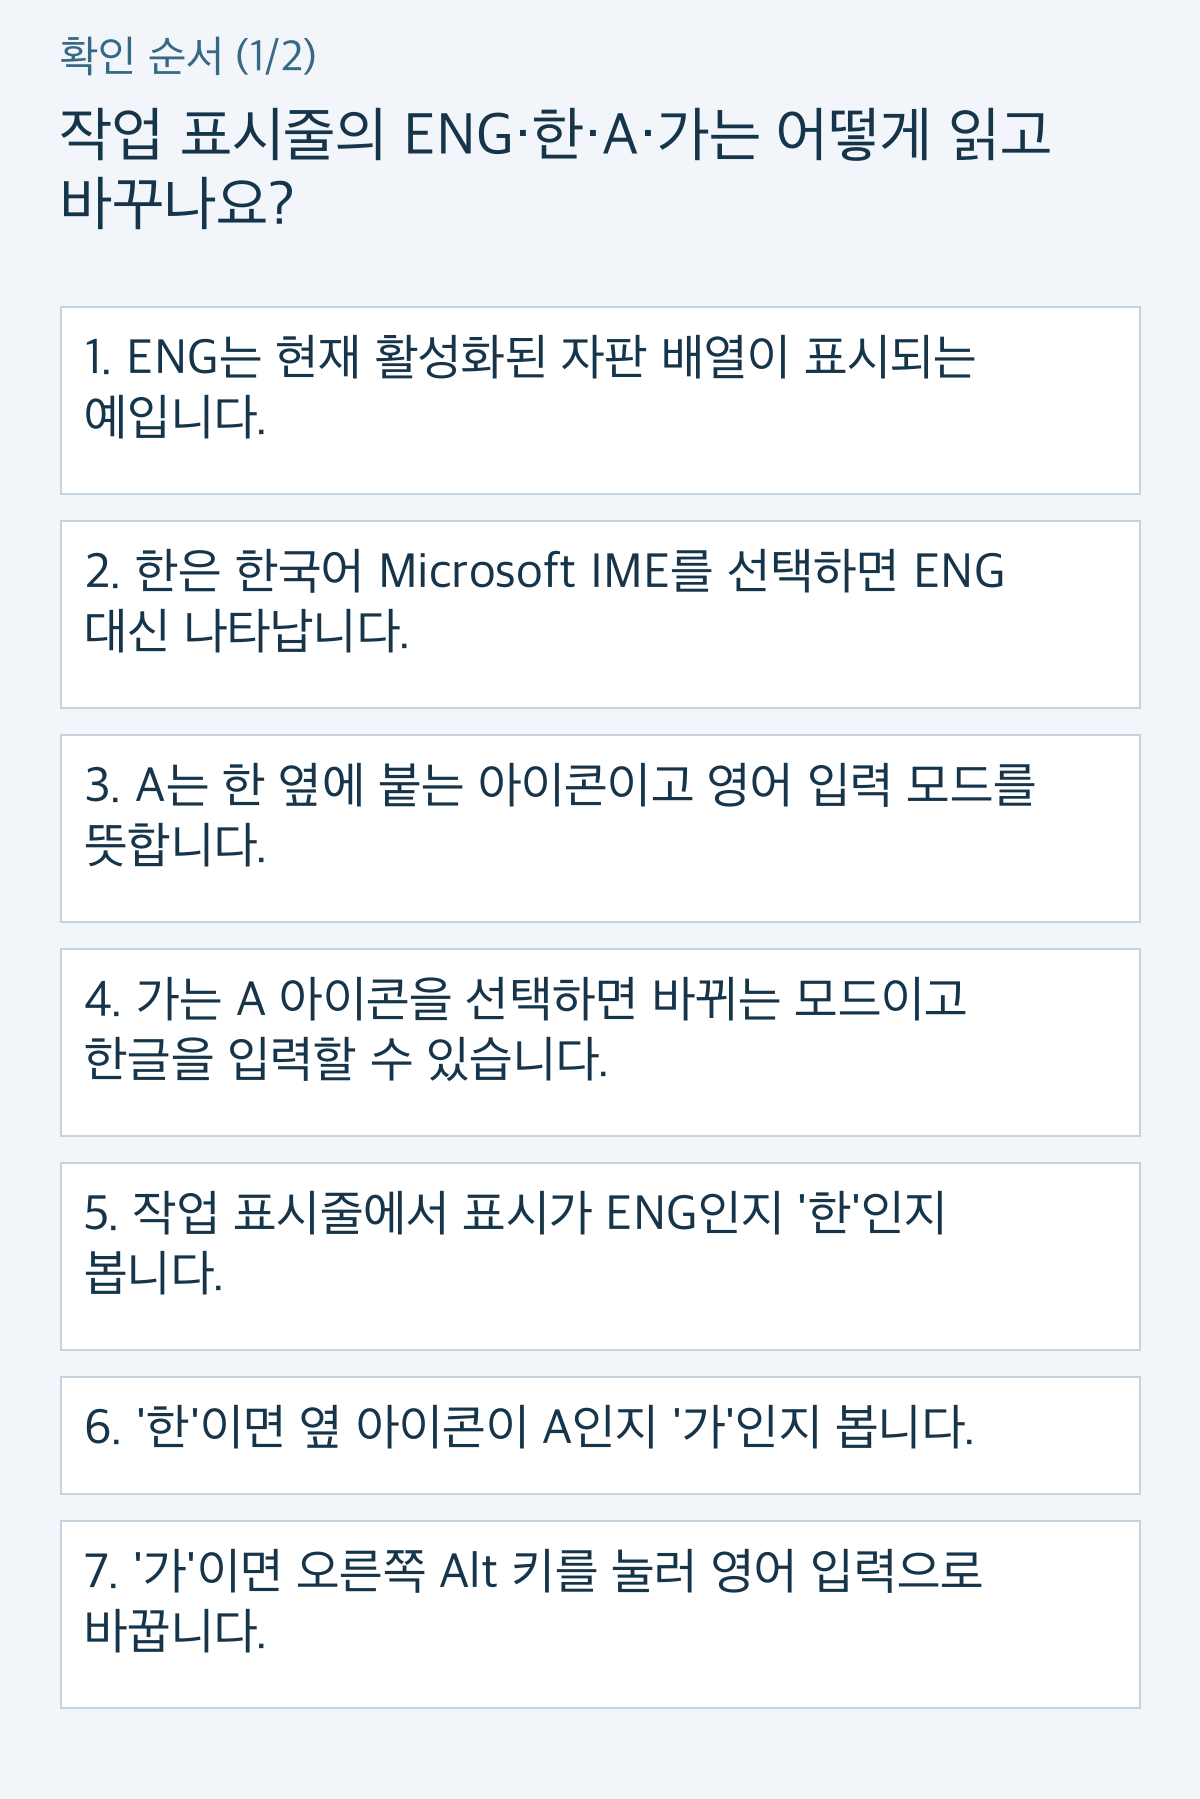 확인 순서 (1/2)
작업 표시줄의 ENG·한·A·가는 어떻게 읽고
바꾸나요?
1. ENG는 현재 활성화된 자판 배열이 표시되는
예입니다.
2. 한은 한국어 Microsoft IME를 선택하면 ENG
대신 나타납니다.
3. A는 한 옆에 붙는 아이콘이고 영어 입력 모드를
뜻합니다.
4. 가는 A 아이콘을 선택하면 바뀌는 모드이고
한글을 입력할 수 있습니다.
5. 작업 표시줄에서 표시가 ENG인지 '한'인지
봅니다.
6. '한'이면 옆 아이콘이 A인지 '가'인지 봅니다.
7. '가'이면 오른쪽 Alt 키를 눌러 영어 입력으로
바꿉니다.